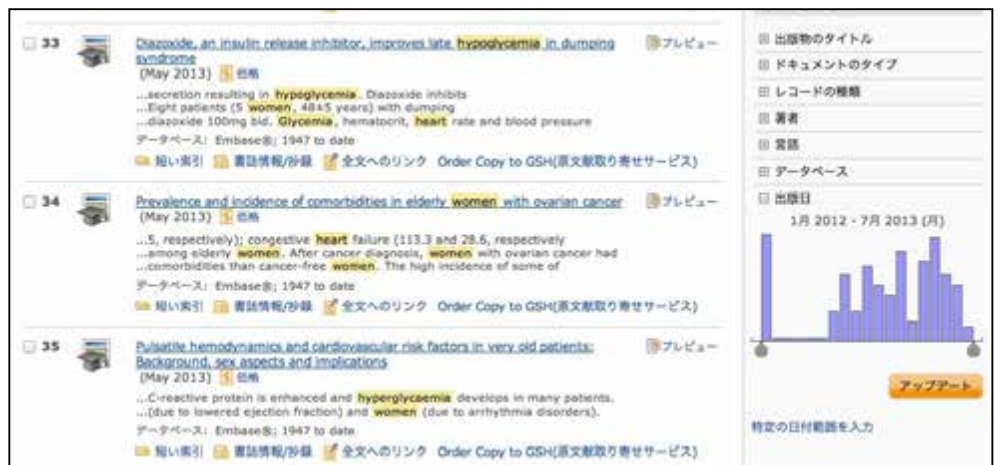 33
Diazoxide, an insulin release inhibitor, improves late hypoglycemia in dumping
syndrome
(May 2013) 価格
...secretion resulting in hypoglycemia. Diazoxide inhibits
...Eight patients (5 women, 48±5 years) with dumping
...diazoxide 100mg bid. Glycemia, hematocrit, heart rate and blood pressure
データベース: Embase®; 1947 to date
短い索引 書誌情報/抄録 全文へのリンク Order Copy to GSH(原文献取り寄せサービス)
プレビュー
34
Prevalence and incidence of comorbidities in elderly women with ovarian cancer
(May 2013) 価格
...5, respectively); congestive heart failure (113.3 and 28.6, respectively
...among elderly women. After cancer diagnosis, women with ovarian cancer had
...comorbidities than cancer-free women. The high incidence of some of
データベース: Embase®; 1947 to date
短い索引 書誌情報/抄録 全文へのリンク Order Copy to GSH(原文献取り寄せサービス)
プレビュー
35
Pulsatile hemodynamics and cardiovascular risk factors in very old patients:
Background, sex aspects and implications
(May 2013) 価格
...C-reactive protein is enhanced and hyperglycaemia develops in many patients.
...(due to lowered ejection fraction) and women (due to arrhythmia disorders).
データベース: Embase®; 1947 to date
短い索引 書誌情報/抄録 全文へのリンク Order Copy to GSH(原文献取り寄せサービス)
プレビュー
出版物のタイトル
ドキュメントのタイプ
レコードの種類
著者
言語
データベース
出版日
1月 2012 - 7月 2013 (月)
アップデート
特定の日付範囲を入力